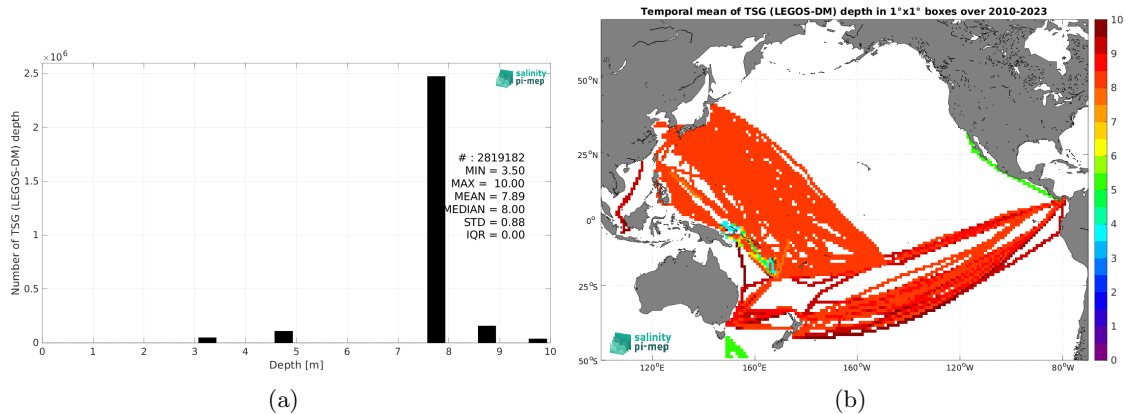 ×10⁶
2.5
2
1.5
1
0.5
0
Number of TSG (LEGOS-DM) depth
salinity
pi-mep
# : 2819182
MIN = 3.50
MAX = 10.00
MEAN = 7.89
MEDIAN = 8.00
STD = 0.88
IQR = 0.00
0 1 2 3 4 5 6 7 8 9 10
Depth [m]
(a)
Temporal mean of TSG (LEGOS-DM) depth in 1°x1° boxes over 2010-2023
50°N
25°N
0°
25°S
50°S
120°E 160°E 160°W 120°W 80°W
salinity
pi-mep
10
9
8
7
6
5
4
3
2
1
0
(b)